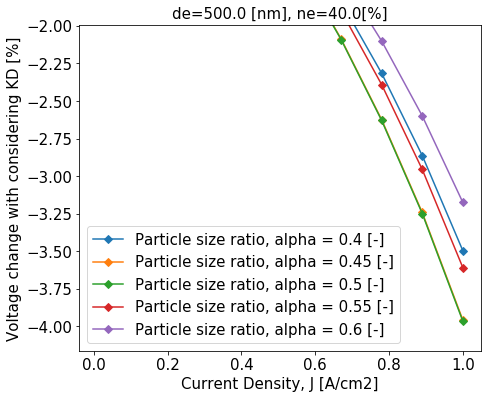 de=500.0 [nm], ne=40.0[%]
Voltage change with considering KD [%]
−2.00
−2.25
−2.50
−2.75
−3.00
−3.25
−3.50
−3.75
−4.00
Particle size ratio, alpha = 0.4 [-]
Particle size ratio, alpha = 0.45 [-]
Particle size ratio, alpha = 0.5 [-]
Particle size ratio, alpha = 0.55 [-]
Particle size ratio, alpha = 0.6 [-]
0.0 0.2 0.4 0.6 0.8 1.0
Current Density, J [A/cm2]